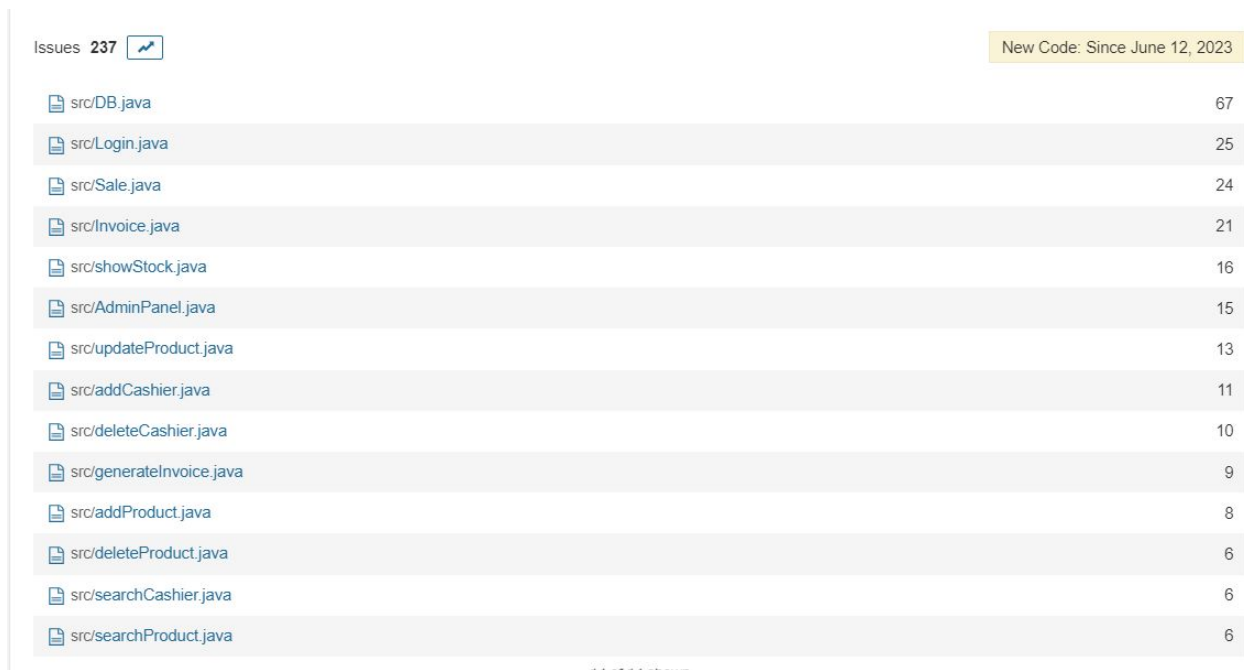 Issues 237
New Code: Since June 12, 2023
src/DB.java 67
src/Login.java 25
src/Sale.java 24
src/Invoice.java 21
src/showStock.java 16
src/AdminPanel.java 15
src/updateProduct.java 13
src/addCashier.java 11
src/deleteCashier.java 10
src/generateInvoice.java 9
src/addProduct.java 8
src/deleteProduct.java 6
src/searchCashier.java 6
src/searchProduct.java 6